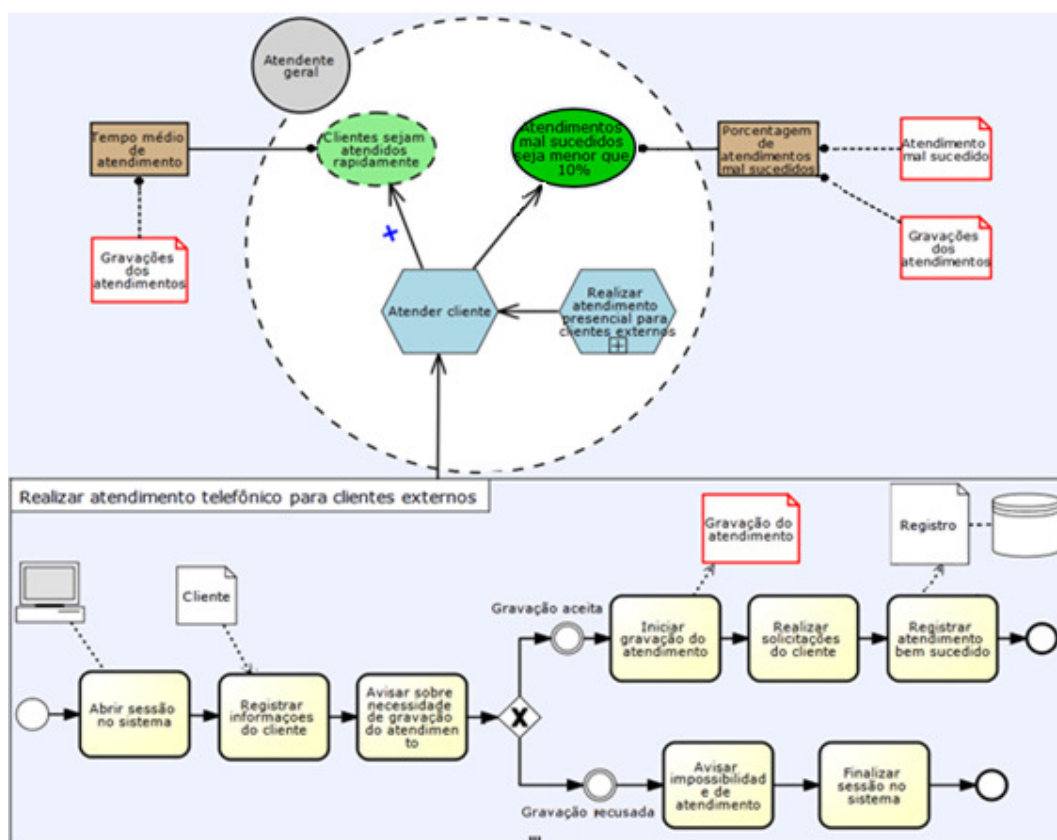 Atendente
geral
Tempo médio
de
atendimento
Clientes sejam
atendidos
rapidamente
Atendimentos
mal sucedidos
seja menor que
10%
Porcentagem
de
atendimentos
mal sucedidos
Atendimento
mal sucedido
Gravações
dos
atendimentos
Gravações
dos
atendimentos
Atender cliente
Realizar
atendimento
presencial para
clientes externos
Realizar atendimento telefônico para clientes externos
Gravação do
atendimento
Registro
Cliente
Gravação aceita
Iniciar
gravação do
atendimento
Realizar
solicitações
do cliente
Registrar
atendimento
bem sucedido
Abrir sessão
no sistema
Registrar
informaçoes
do cliente
Avisar sobre
necessidade
de gravação
do atendimen
to
X
Gravação recusada
Avisar
impossibilidad
e de
atendimento
Finalizar
sessão no
sistema